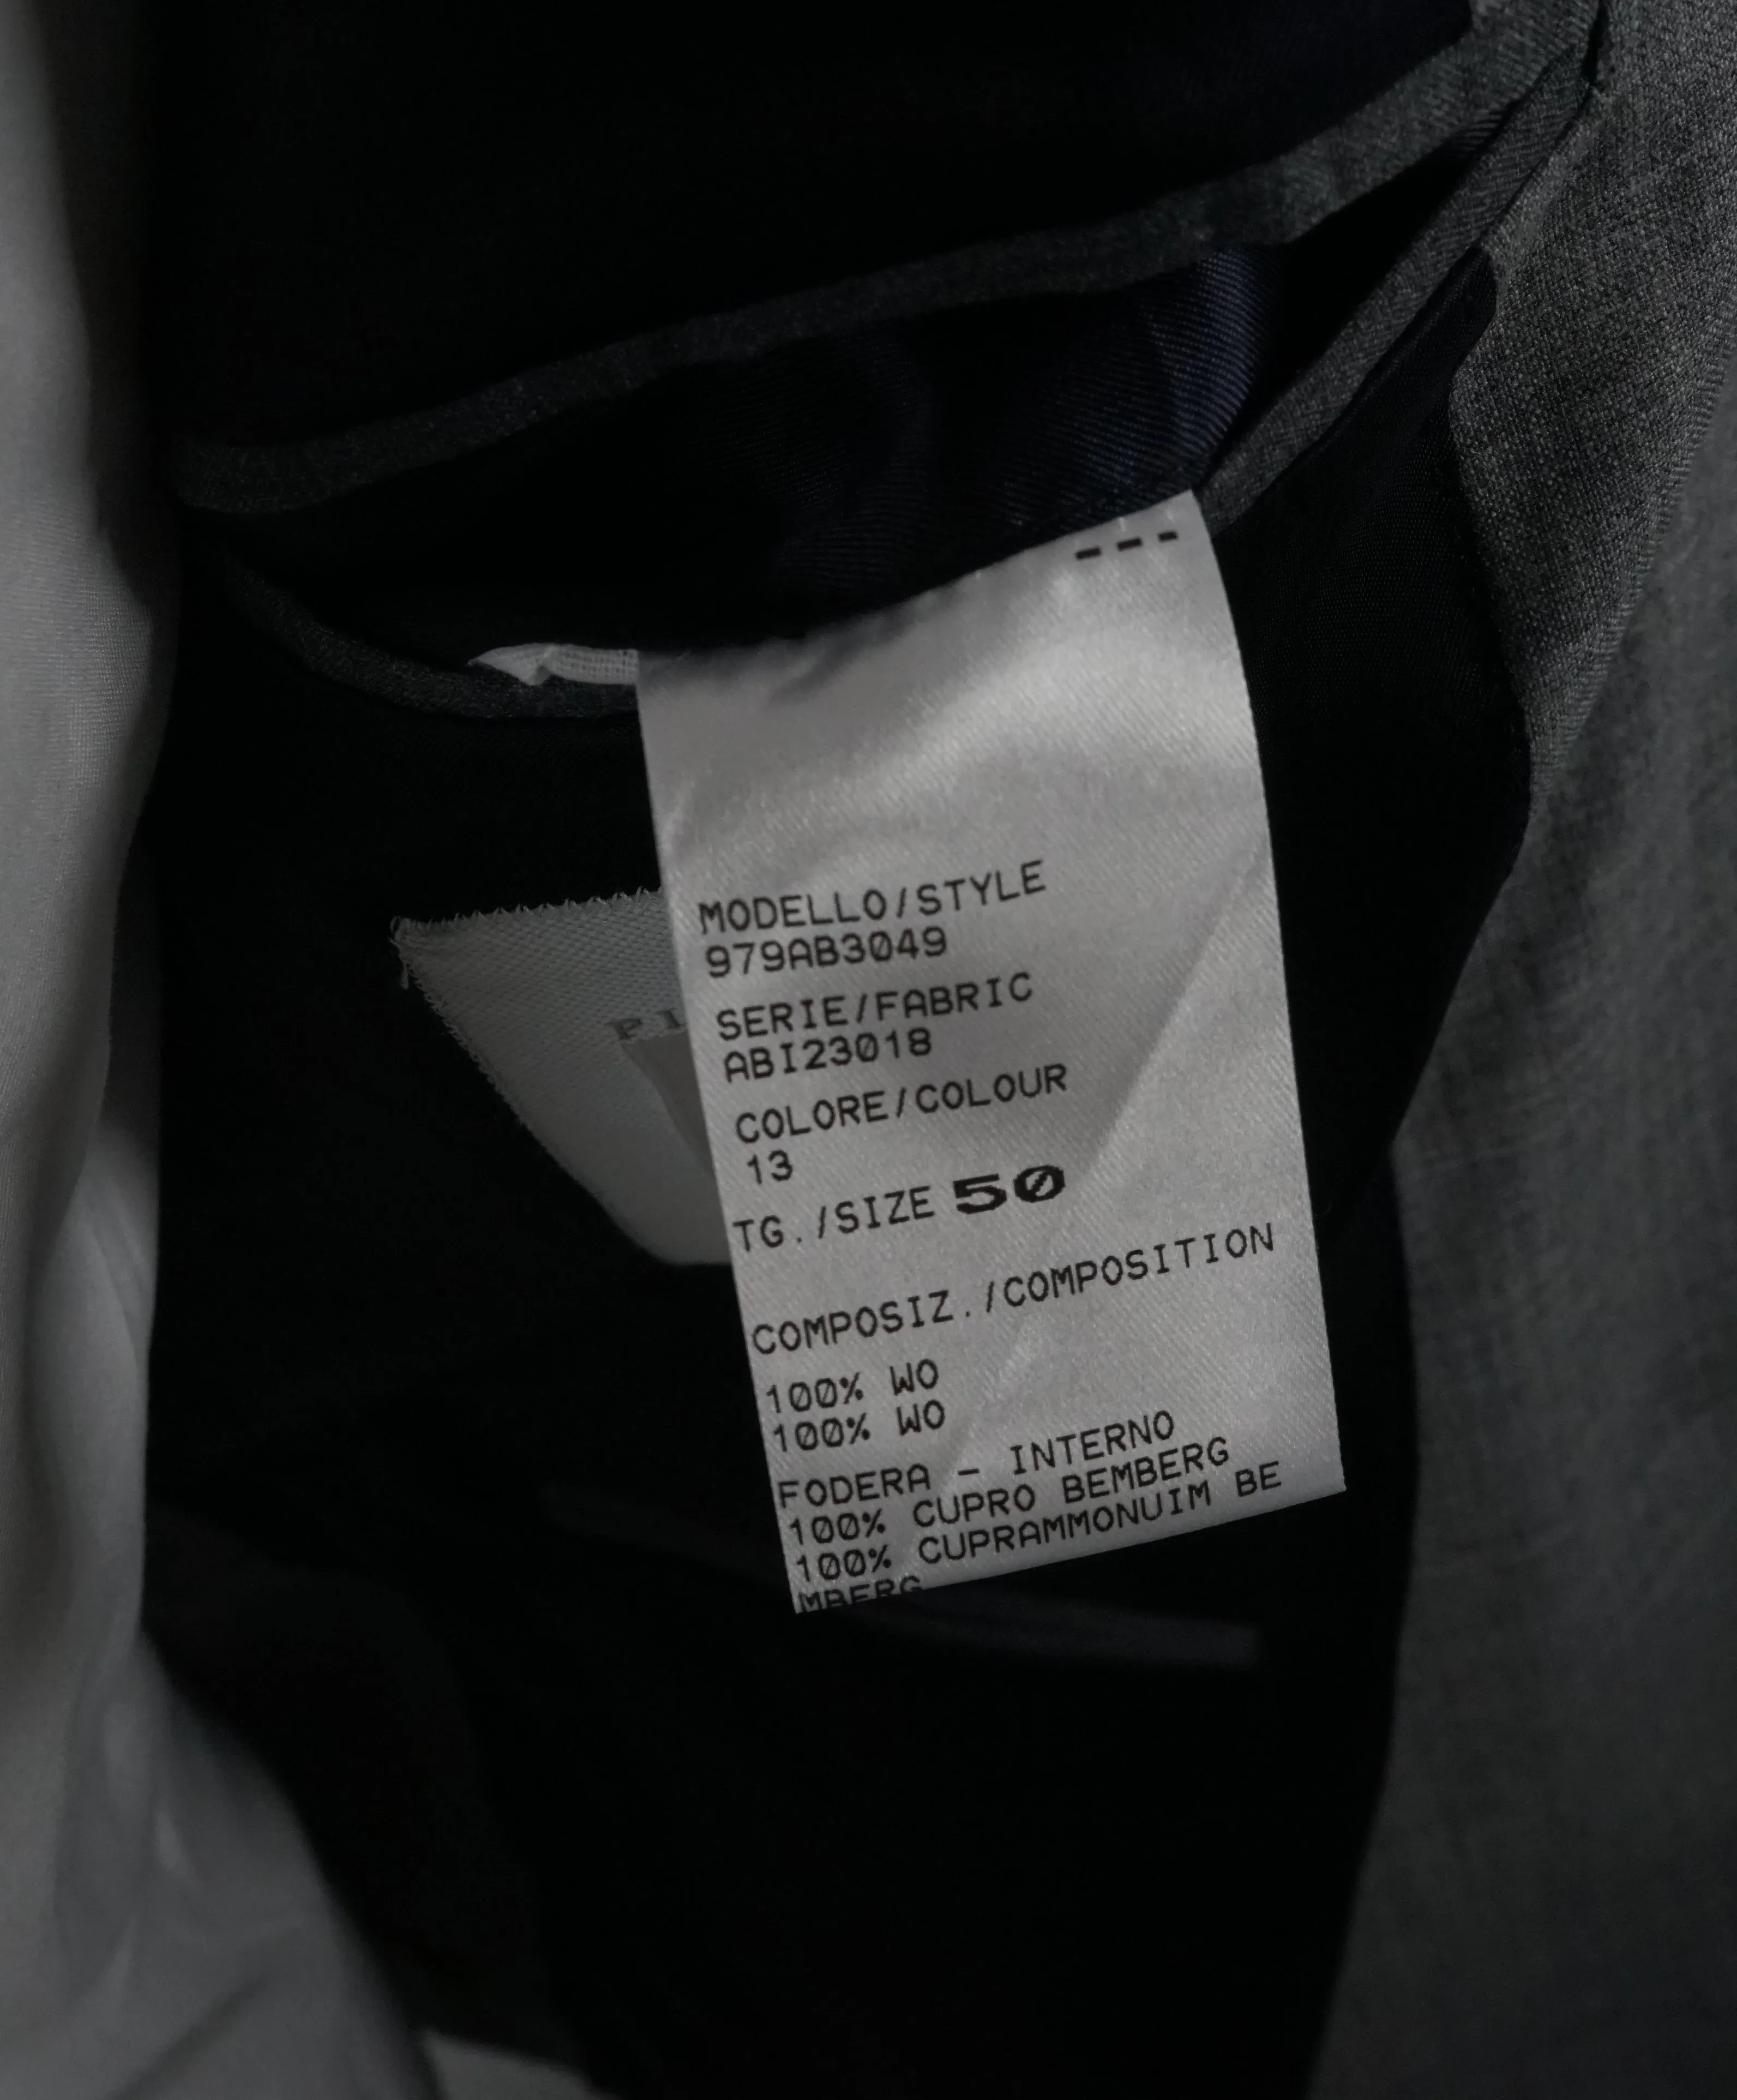 ---
MODELLO/STYLE
979AB3049
SERIE/FABRIC
ABI23018
COLORE/COLOUR
13
TG./SIZE 50
COMPOSIZ./COMPOSITION
100% WO
100% WO
FODERA - INTERNO
100% CUPRO BEMBERG
100% CUPRAMMONUIM BE
MBERG